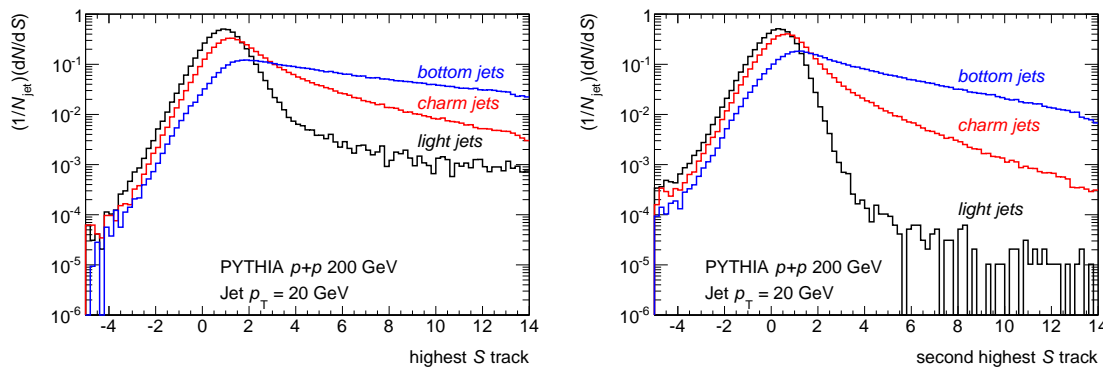 (1/N_jet)(dN/dS)
1
10^-1
10^-2
10^-3
10^-4
10^-5
10^-6
bottom jets
charm jets
light jets
PYTHIA p+p 200 GeV
Jet p_T = 20 GeV
-4 -2 0 2 4 6 8 10 12 14
highest S track
(1/N_jet)(dN/dS)
1
10^-1
10^-2
10^-3
10^-4
10^-5
10^-6
bottom jets
charm jets
light jets
PYTHIA p+p 200 GeV
Jet p_T = 20 GeV
-4 -2 0 2 4 6 8 10 12 14
second highest S track